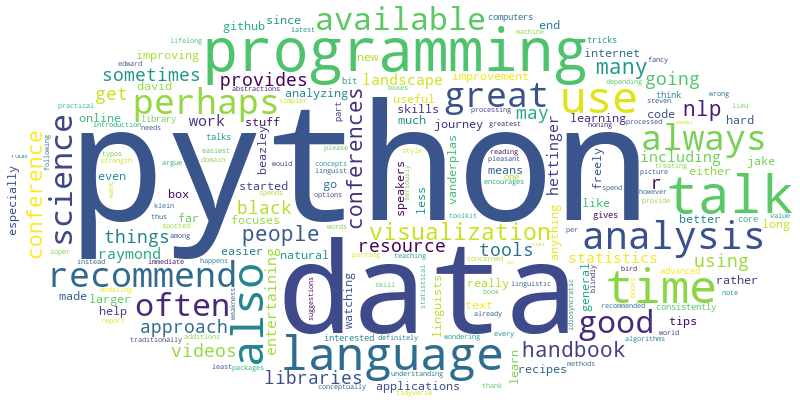 python
data
programming
language
talk
time
analysis
use
also
great
good
always
perhaps
available
recommendo
often
science
visualization
handbook
people
many
get
nlp
r
going
may
sometimes
provides
conferences
conference
landscape
things
black
resource
tools
libraries
approach
videos
work
statistics
using
including
hettinger
vanderplas
raymond
entertaining
linguists
natural
box
even
started
stuff
online
david
beazley
improving
analyzing
github
since
end
internet
tricks
new
bit
useful
skills
much
journey
learning
code
hard
think
steven
jake
either
freely
means
less
go
speakers
like
better
core
long
anything
rather
tips
general
advanced
consistently
recipes
learn
text
really
book
watching
easier
focuses
far
larger
help
made
especially
applications
interested
definitely
every
wondering
understanding
thank
tidyverse
conceptually
packages
least
methods
algorithms
world
note
recommended
blindly
bird
idiosyncratic
linguistic
already
statistical
skill
teaching
parting
suggestions
words
options
happens
among
immediate
modeling
report
additions
traditionally
instead
spotted
thus
klein
loper
argue
domain
easiest
strength
typos
needs
introduction
library
talks
practical
following
room
edward
lifelong
latest
computers
machine
fancy
depending
wrong
lieu
improvement
abstractions
boxes
simpler
part
processing
greatest
honing
processed
treating
picture
provide
however
value
per
gives
one
spend
reading
pleasant
encourages
style
seriously
toolkit
concerned
please
concepts
linguist
would
spends
want
weakness